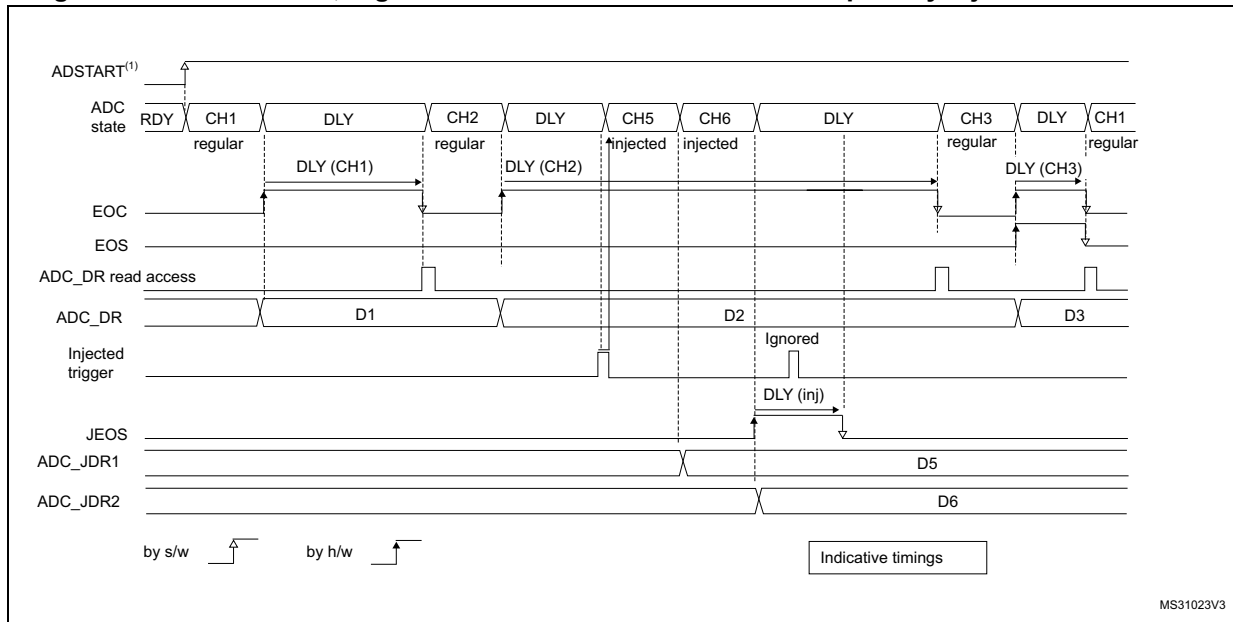 ADSTART(1)
ADC
state
RDY CH1 DLY CH2 DLY CH5 CH6 DLY CH3 DLY CH1
regular regular injected injected regular regular
DLY (CH1) DLY (CH2) DLY (CH3)
EOC
EOS
ADC_DR read access
ADC_DR D1 D2 D3
Injected
trigger
Ignored
DLY (inj)
JEOS
ADC_JDR1 D5
ADC_JDR2 D6
by s/w by h/w Indicative timings
MS31023V3